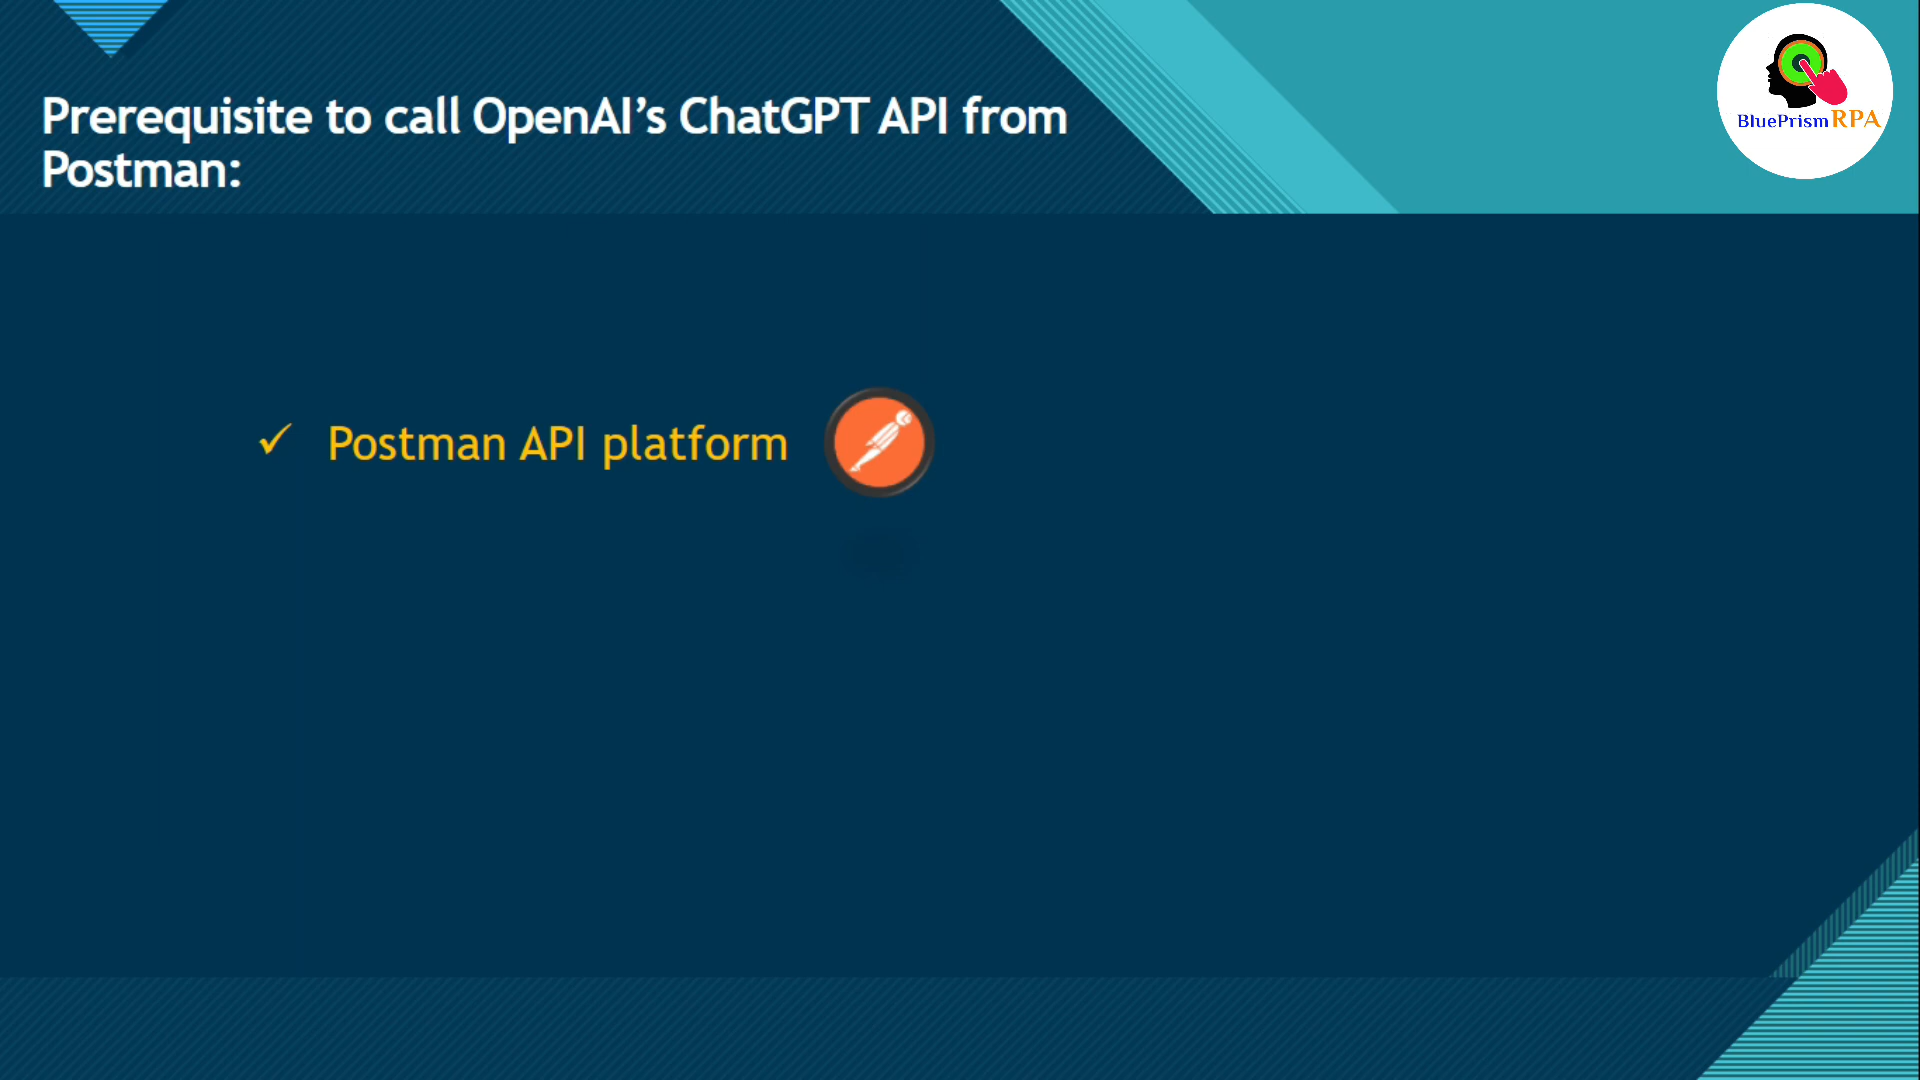 Prerequisite to call OpenAI’s ChatGPT API from
Postman:
BluePrism RPA
✓ Postman API platform